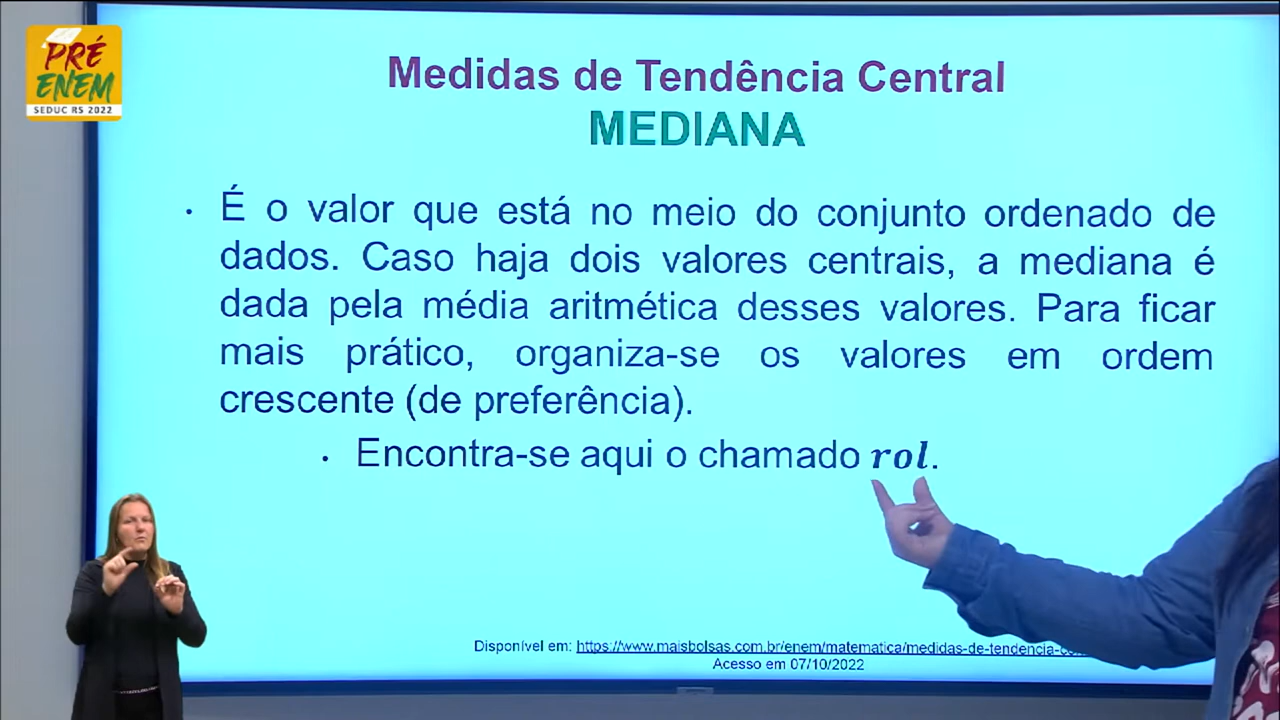 PRÉ
ENEM
SEDUC RS 2022
Medidas de Tendência Central
MEDIANA
• É o valor que está no meio do conjunto ordenado de
dados. Caso haja dois valores centrais, a mediana é
dada pela média aritmética desses valores. Para ficar
mais prático, organiza-se os valores em ordem
crescente (de preferência).
• Encontra-se aqui o chamado rol.
Disponível em: https://www.maisbolsas.com.br/enem/matematica/medidas-de-tendencia-
Acesso em 07/10/2022